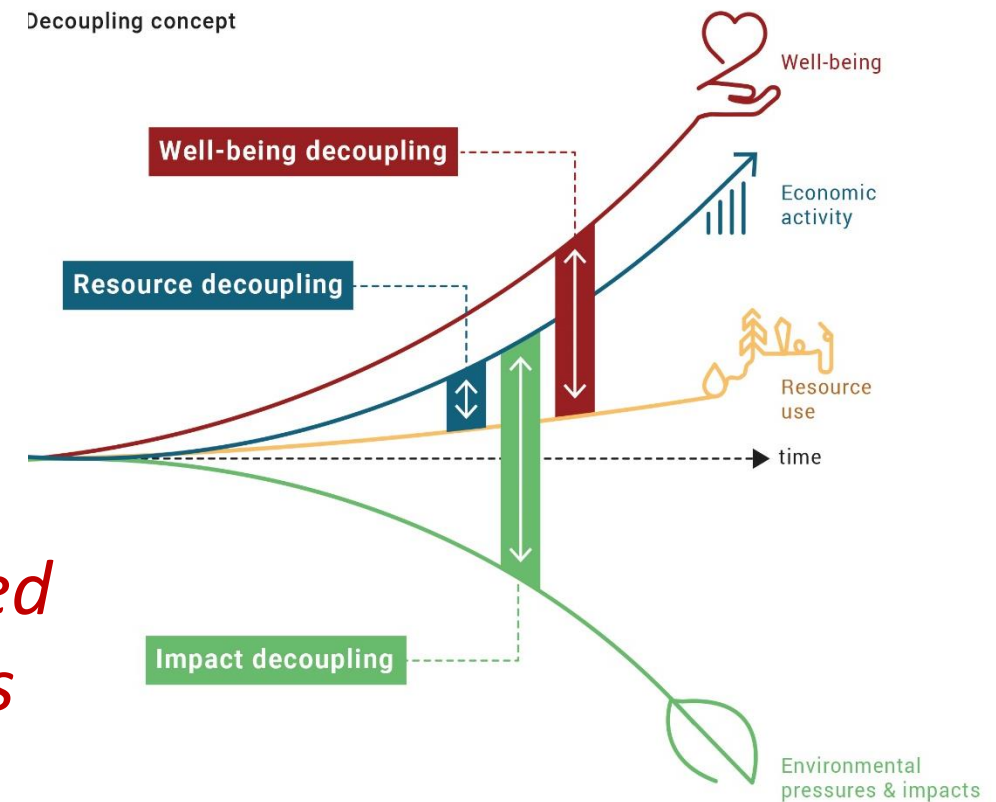 Decoupling concept
Well-being
Well-being decoupling
Economic
activity
Resource decoupling
Resource
use
time
Impact decoupling
Environmental
pressures & impacts